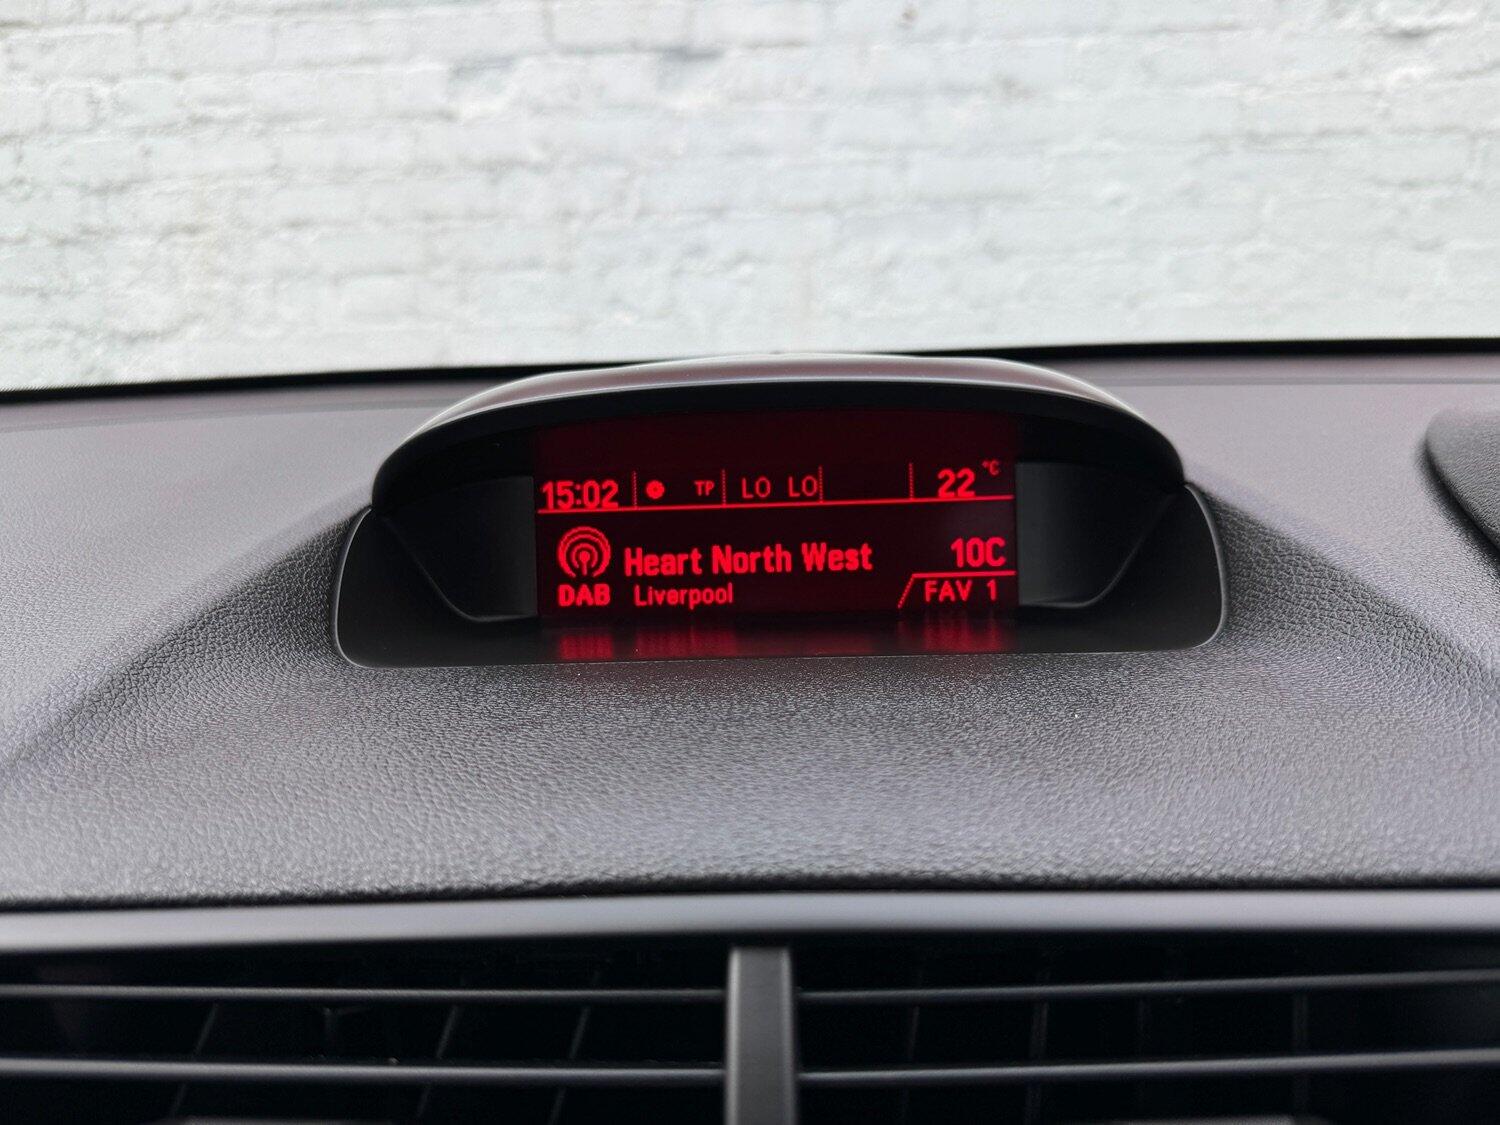 15:02 TP LO LO 22 °C
Heart North West 10C
DAB Liverpool FAV 1